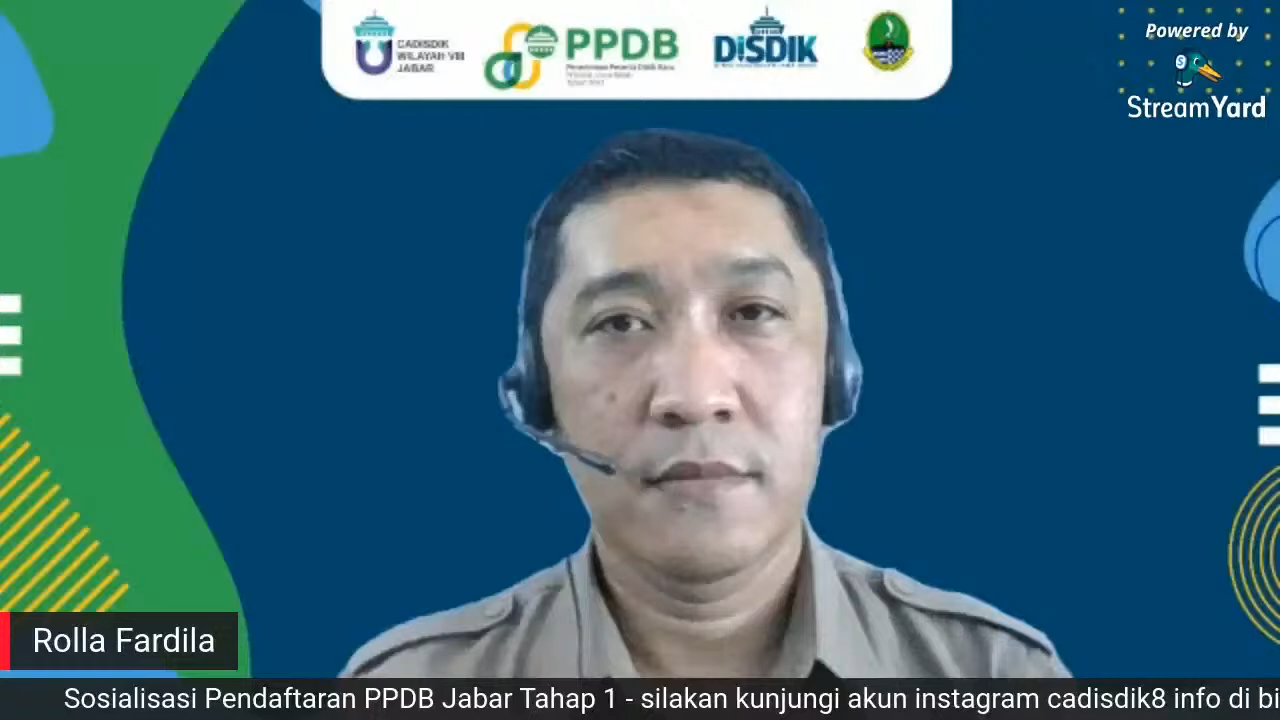 CADISDIK
WILAYAH VIII
JABAR
PPDB
DISDIK
Powered by
StreamYard
Rolla Fardila
Sosialisasi Pendaftaran PPDB Jabar Tahap 1 - silakan kunjungi akun instagram cadisdik8 info di bi